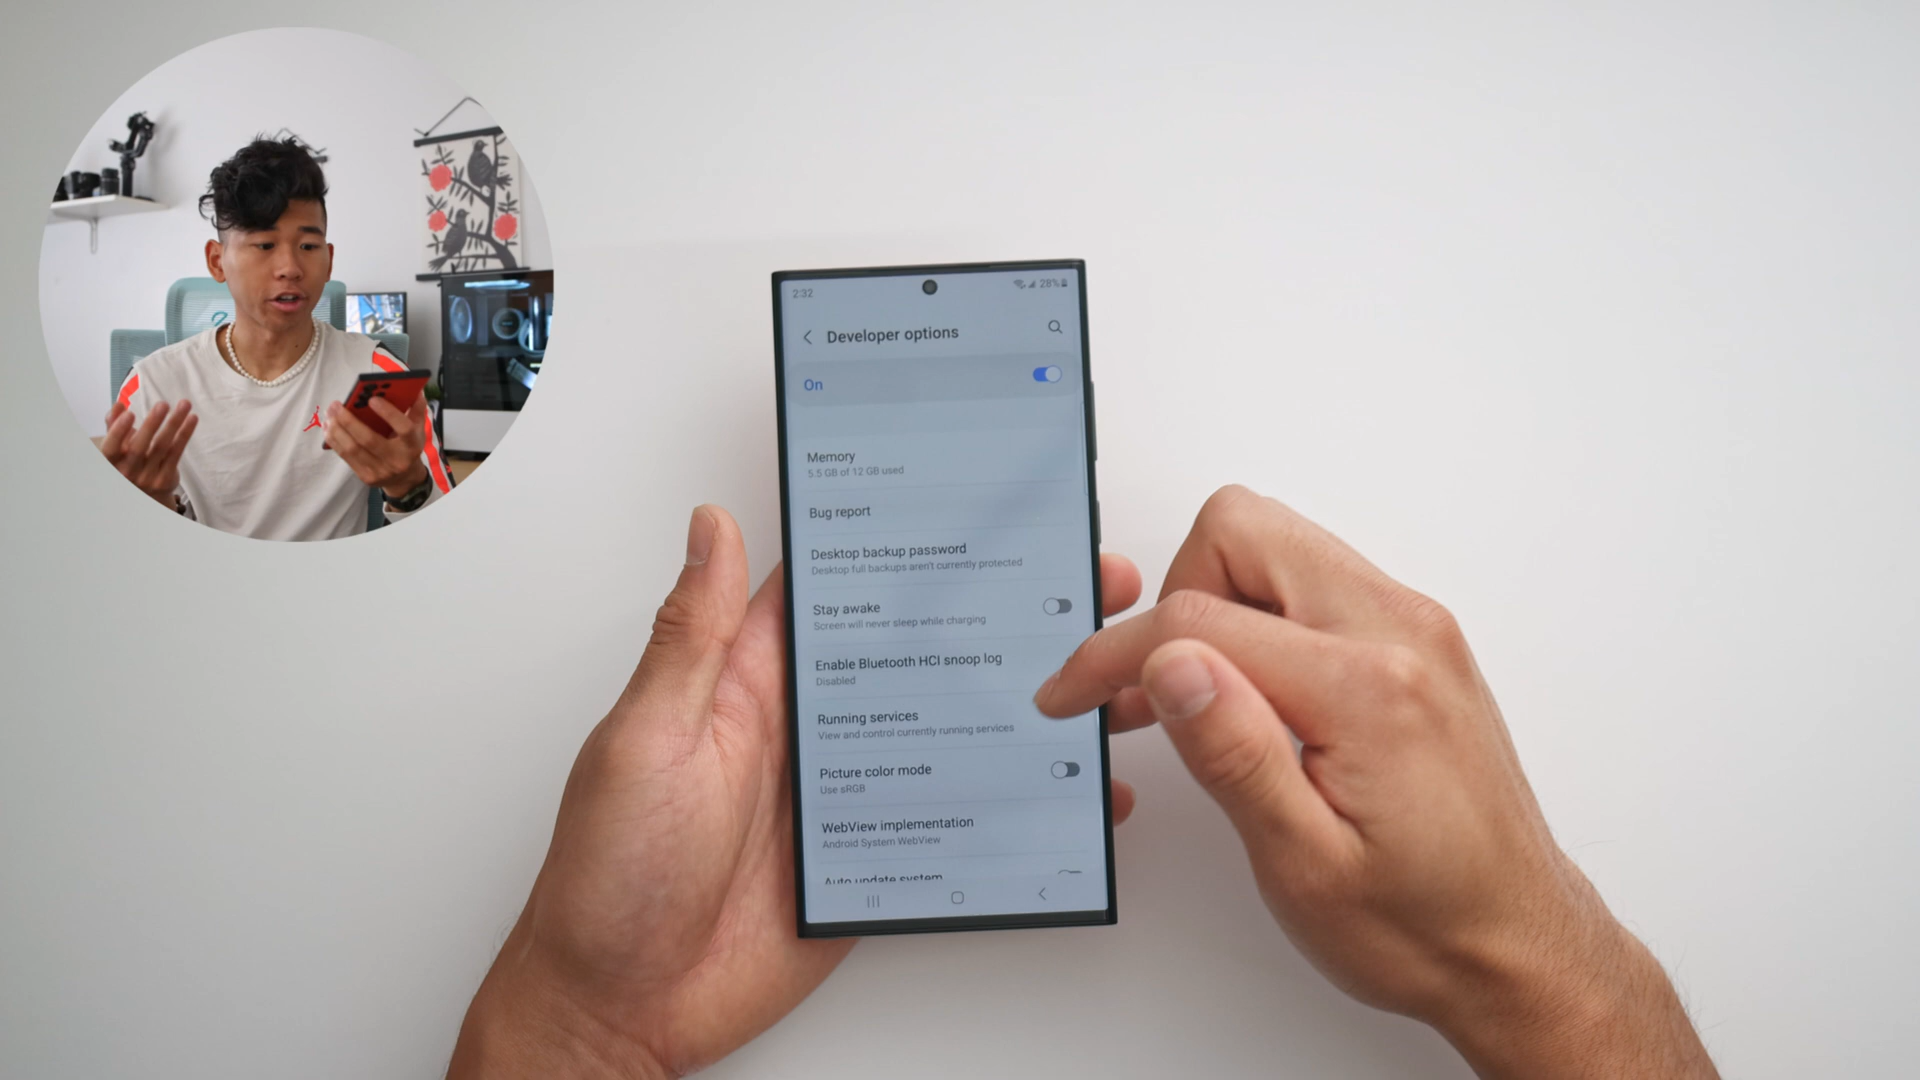 2:32
28%
Developer options
On
Memory
5.5 GB of 12 GB used
Bug report
Desktop backup password
Desktop full backups aren't currently protected
Stay awake
Screen will never sleep while charging
Enable Bluetooth HCI snoop log
Disabled
Running services
View and control currently running services
Picture color mode
Use sRGB
WebView implementation
Android System WebView
Auto update system